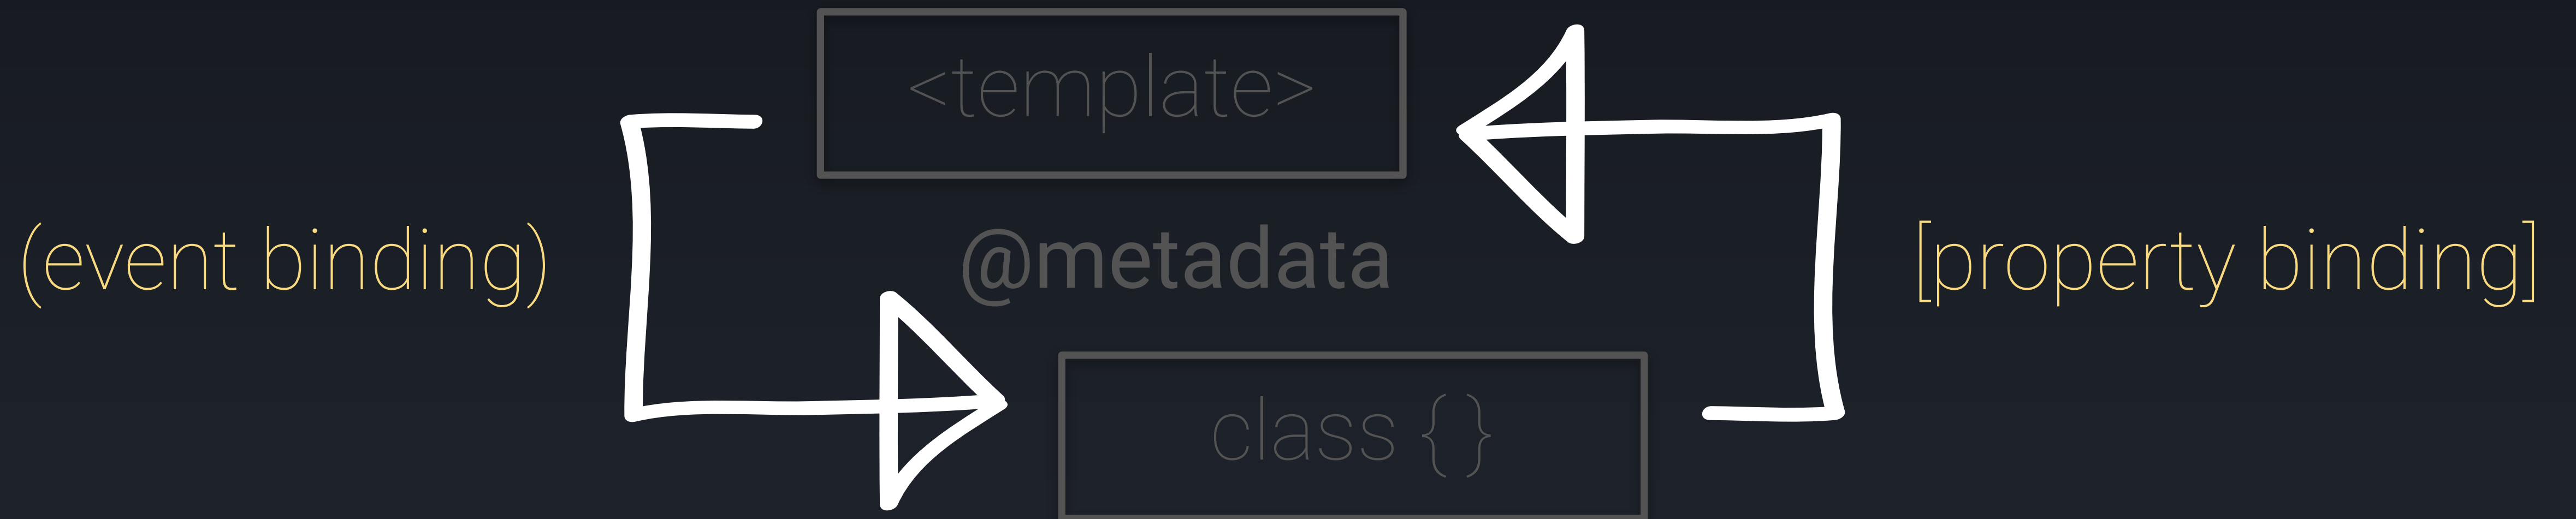 <template>
(event binding)
@metadata
[property binding]
class { }